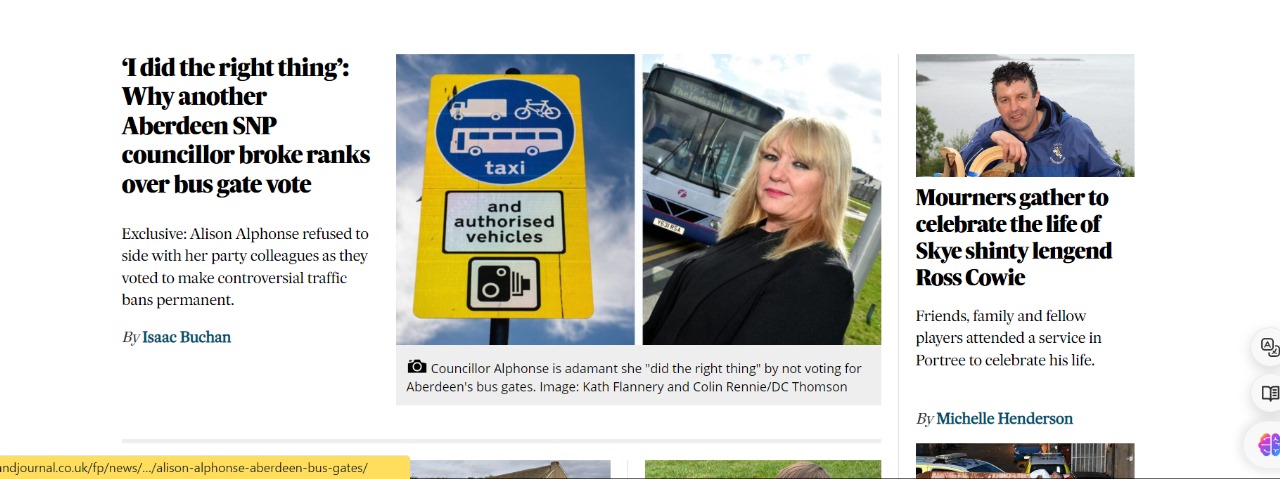 ‘I did the right thing’:
Why another
Aberdeen SNP
councillor broke ranks
over bus gate vote
Exclusive: Alison Alphonse refused to
side with her party colleagues as they
voted to make controversial traffic
bans permanent.
By Isaac Buchan
taxi
and
authorised
vehicles
20
Councillor Alphonse is adamant she "did the right thing" by not voting for
Aberdeen's bus gates. Image: Kath Flannery and Colin Rennie/DC Thomson
Mourners gather to
celebrate the life of
Skye shinty lengend
Ross Cowie
Friends, family and fellow
players attended a service in
Portree to celebrate his life.
By Michelle Henderson
andjournal.co.uk/fp/news/.../alison-alphonse-aberdeen-bus-gates/